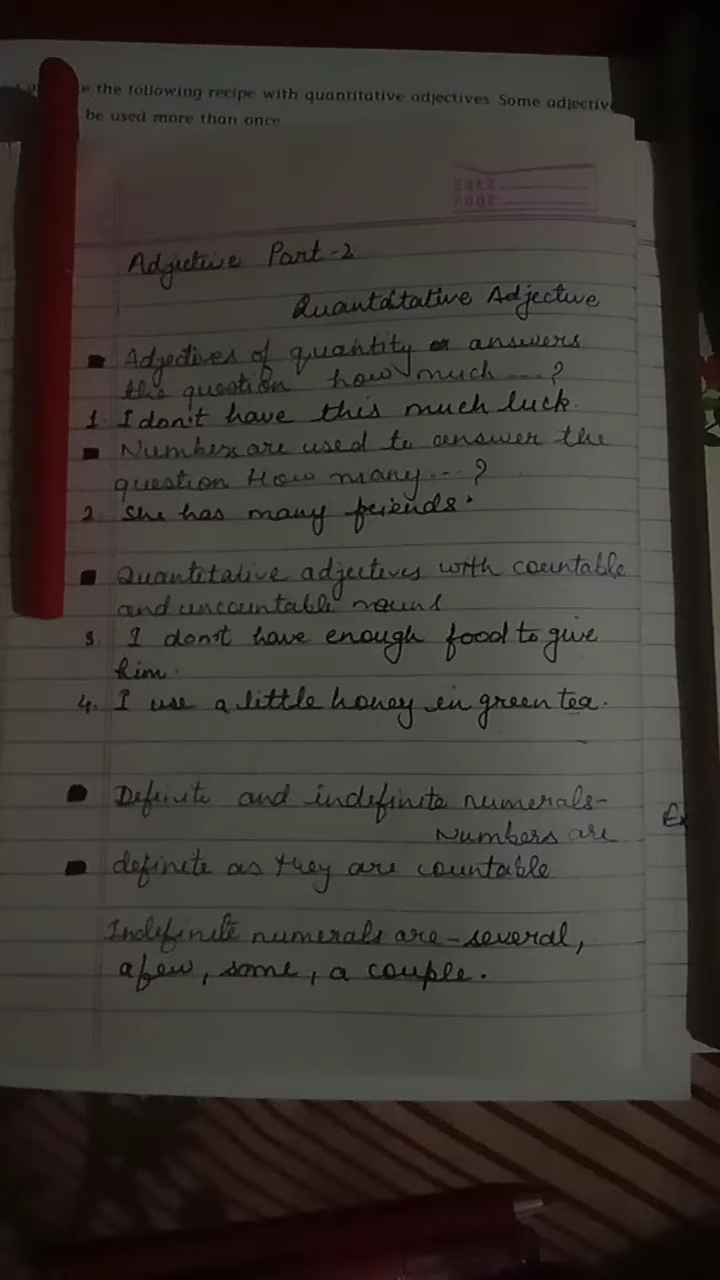 the following recipe with quantitative adjectives Some
be used more than once
DATE
PAGE
Adjective Part-2
Quantitative Adjective
Adjectives of quantity answers
the question how much ....?
1. I don't have this much luck.
Numbers are used to answer the
question How many....?
2. She has many friends.
Quantitative adjectives with countable
and uncountable nouns
3. I don't have enough food to give
him.
4. I use a little honey in green tea.
Definite and indefinite numerals-
Numbers are
definite as they are countable
Indefinite numerals are-several,
a few, some, a couple.